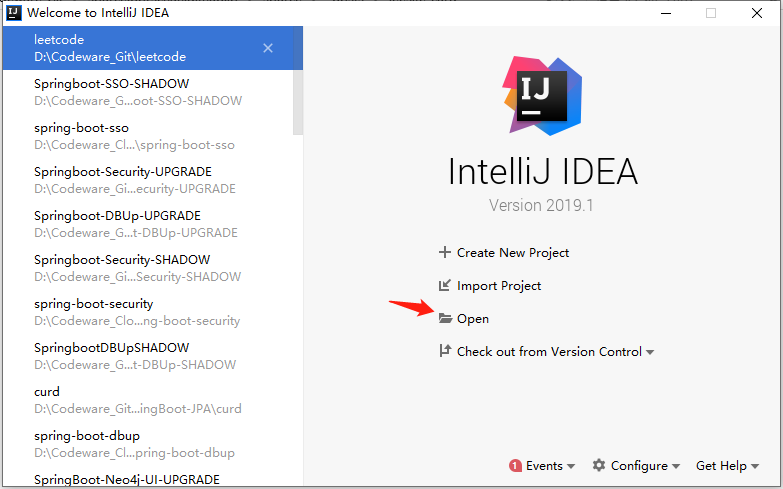 Welcome to IntelliJ IDEA
leetcode
D:\Codeware_Git\leetcode
Springboot-SSO-SHADOW
D:\Codeware_G...oot-SSO-SHADOW
spring-boot-sso
D:\Codeware_Cl...\spring-boot-sso
Springboot-Security-UPGRADE
D:\Codeware_Gi...ecurity-UPGRADE
Springboot-DBUp-UPGRADE
D:\Codeware_G...t-DBUp-UPGRADE
Springboot-Security-SHADOW
D:\Codeware_Gi...Security-SHADOW
spring-boot-security
D:\Codeware_Clo...ng-boot-security
SpringbootDBUpSHADOW
D:\Codeware_G...t-DBUp-SHADOW
curd
D:\Codeware_Git...ingBoot-JPA\curd
spring-boot-dbup
D:\Codeware_Cl...pring-boot-dbup
SpringBoot-Neo4j-UI-UPGRADE
IJ
IntelliJ IDEA
Version 2019.1
Create New Project
Import Project
Open
Check out from Version Control
1 Events
Configure
Get Help